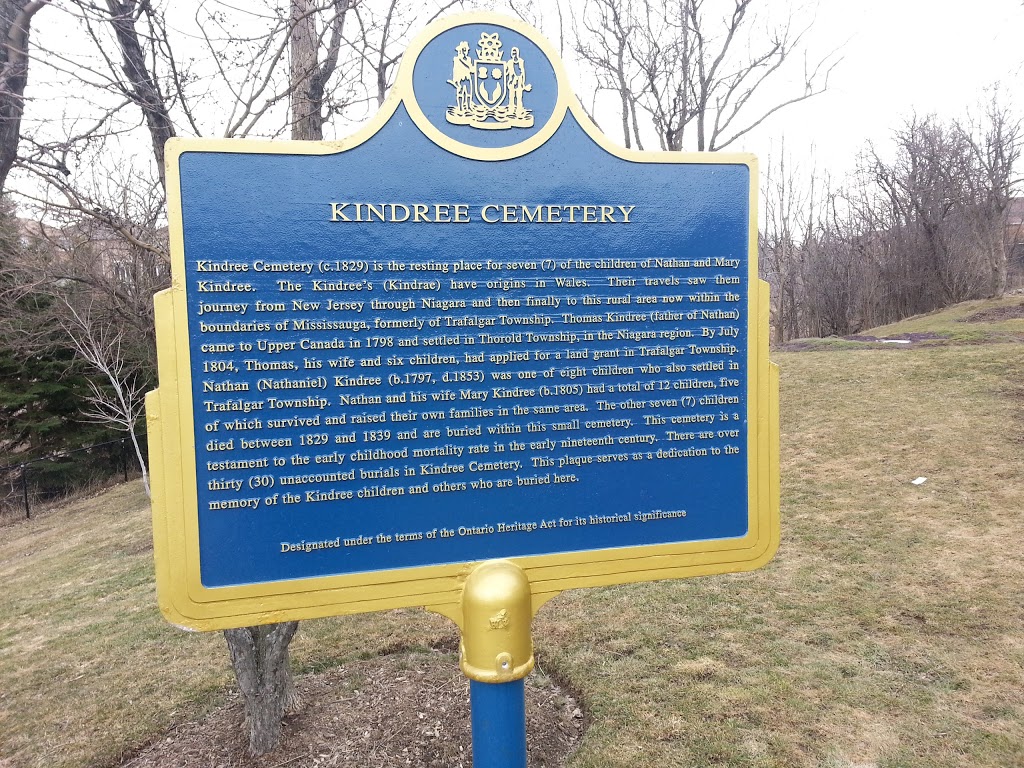 KINDREE CEMETERY
Kindree Cemetery (c.1829) is the resting place for seven (7) of the children of Nathan and Mary
Kindree. The Kindree's (Kindrae) have origins in Wales. Their travels saw them
journey from New Jersey through Niagara and then finally to this rural area now within the
boundaries of Mississauga, formerly of Trafalgar Township. Thomas Kindree (father of Nathan)
came to Upper Canada in 1798 and settled in Thorold Township, in the Niagara region. By July
1804, Thomas, his wife and six children, had applied for a land grant in Trafalgar Township.
Nathan (Nathaniel) Kindree (b.1797, d.1853) was one of eight children who also settled in
Trafalgar Township. Nathan and his wife Mary Kindree (b.1805) had a total of 12 children, five
of which survived and raised their own families in the same area. The other seven (7) children
died between 1829 and 1839 and are buried within this small cemetery. This cemetery is a
testament to the early childhood mortality rate in the early nineteenth century. There are over
thirty (30) unaccounted burials in Kindree Cemetery. This plaque serves as a dedication to the
memory of the Kindree children and others who are buried here.
Designated under the terms of the Ontario Heritage Act for its historical significance